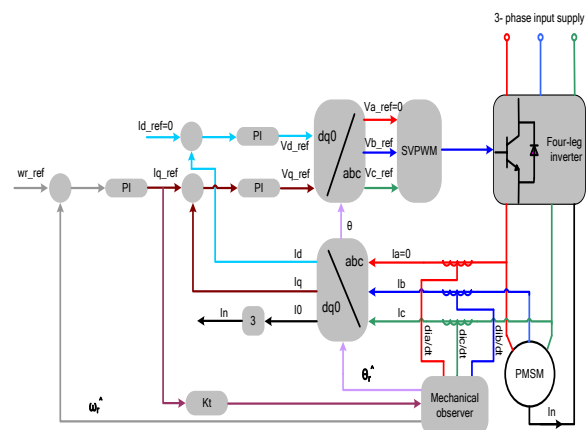 3- phase input supply
Id_ref=0
PI
Vd_ref
dq0
abc
Va_ref=0
Vb_ref
Vc_ref
SVPWM
Four-leg
inverter
wr_ref
PI
Iq_ref
PI
Vq_ref
θ
Id
Iq
I0
In
3
abc
dq0
Ia=0
Ib
Ic
dia/dt
dic/dt
dib/dt
PMSM
In
θr^
Kt
Mechanical
observer
ωr^